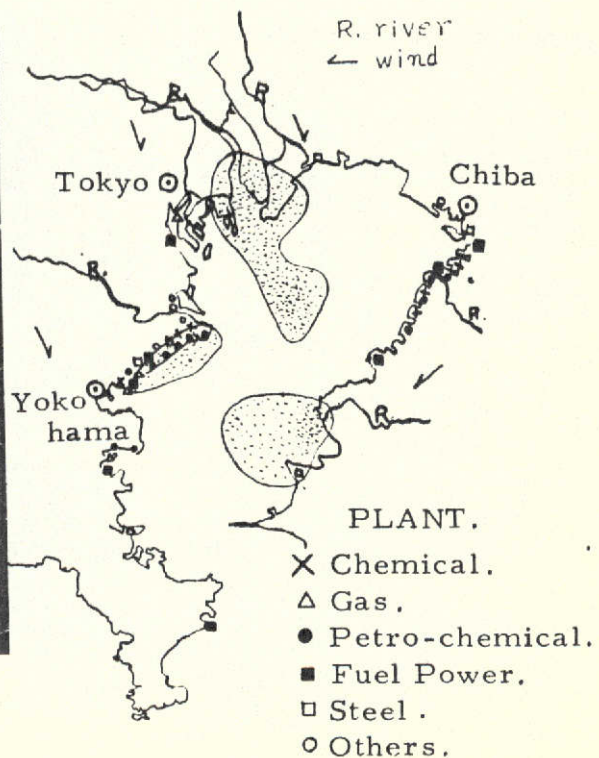 R. river
← wind
R
R
Tokyo
Chiba
R.
R.
Yoko
hama
R
PLANT.
× Chemical.
△ Gas.
● Petro-chemical.
■ Fuel Power.
□ Steel.
○ Others.